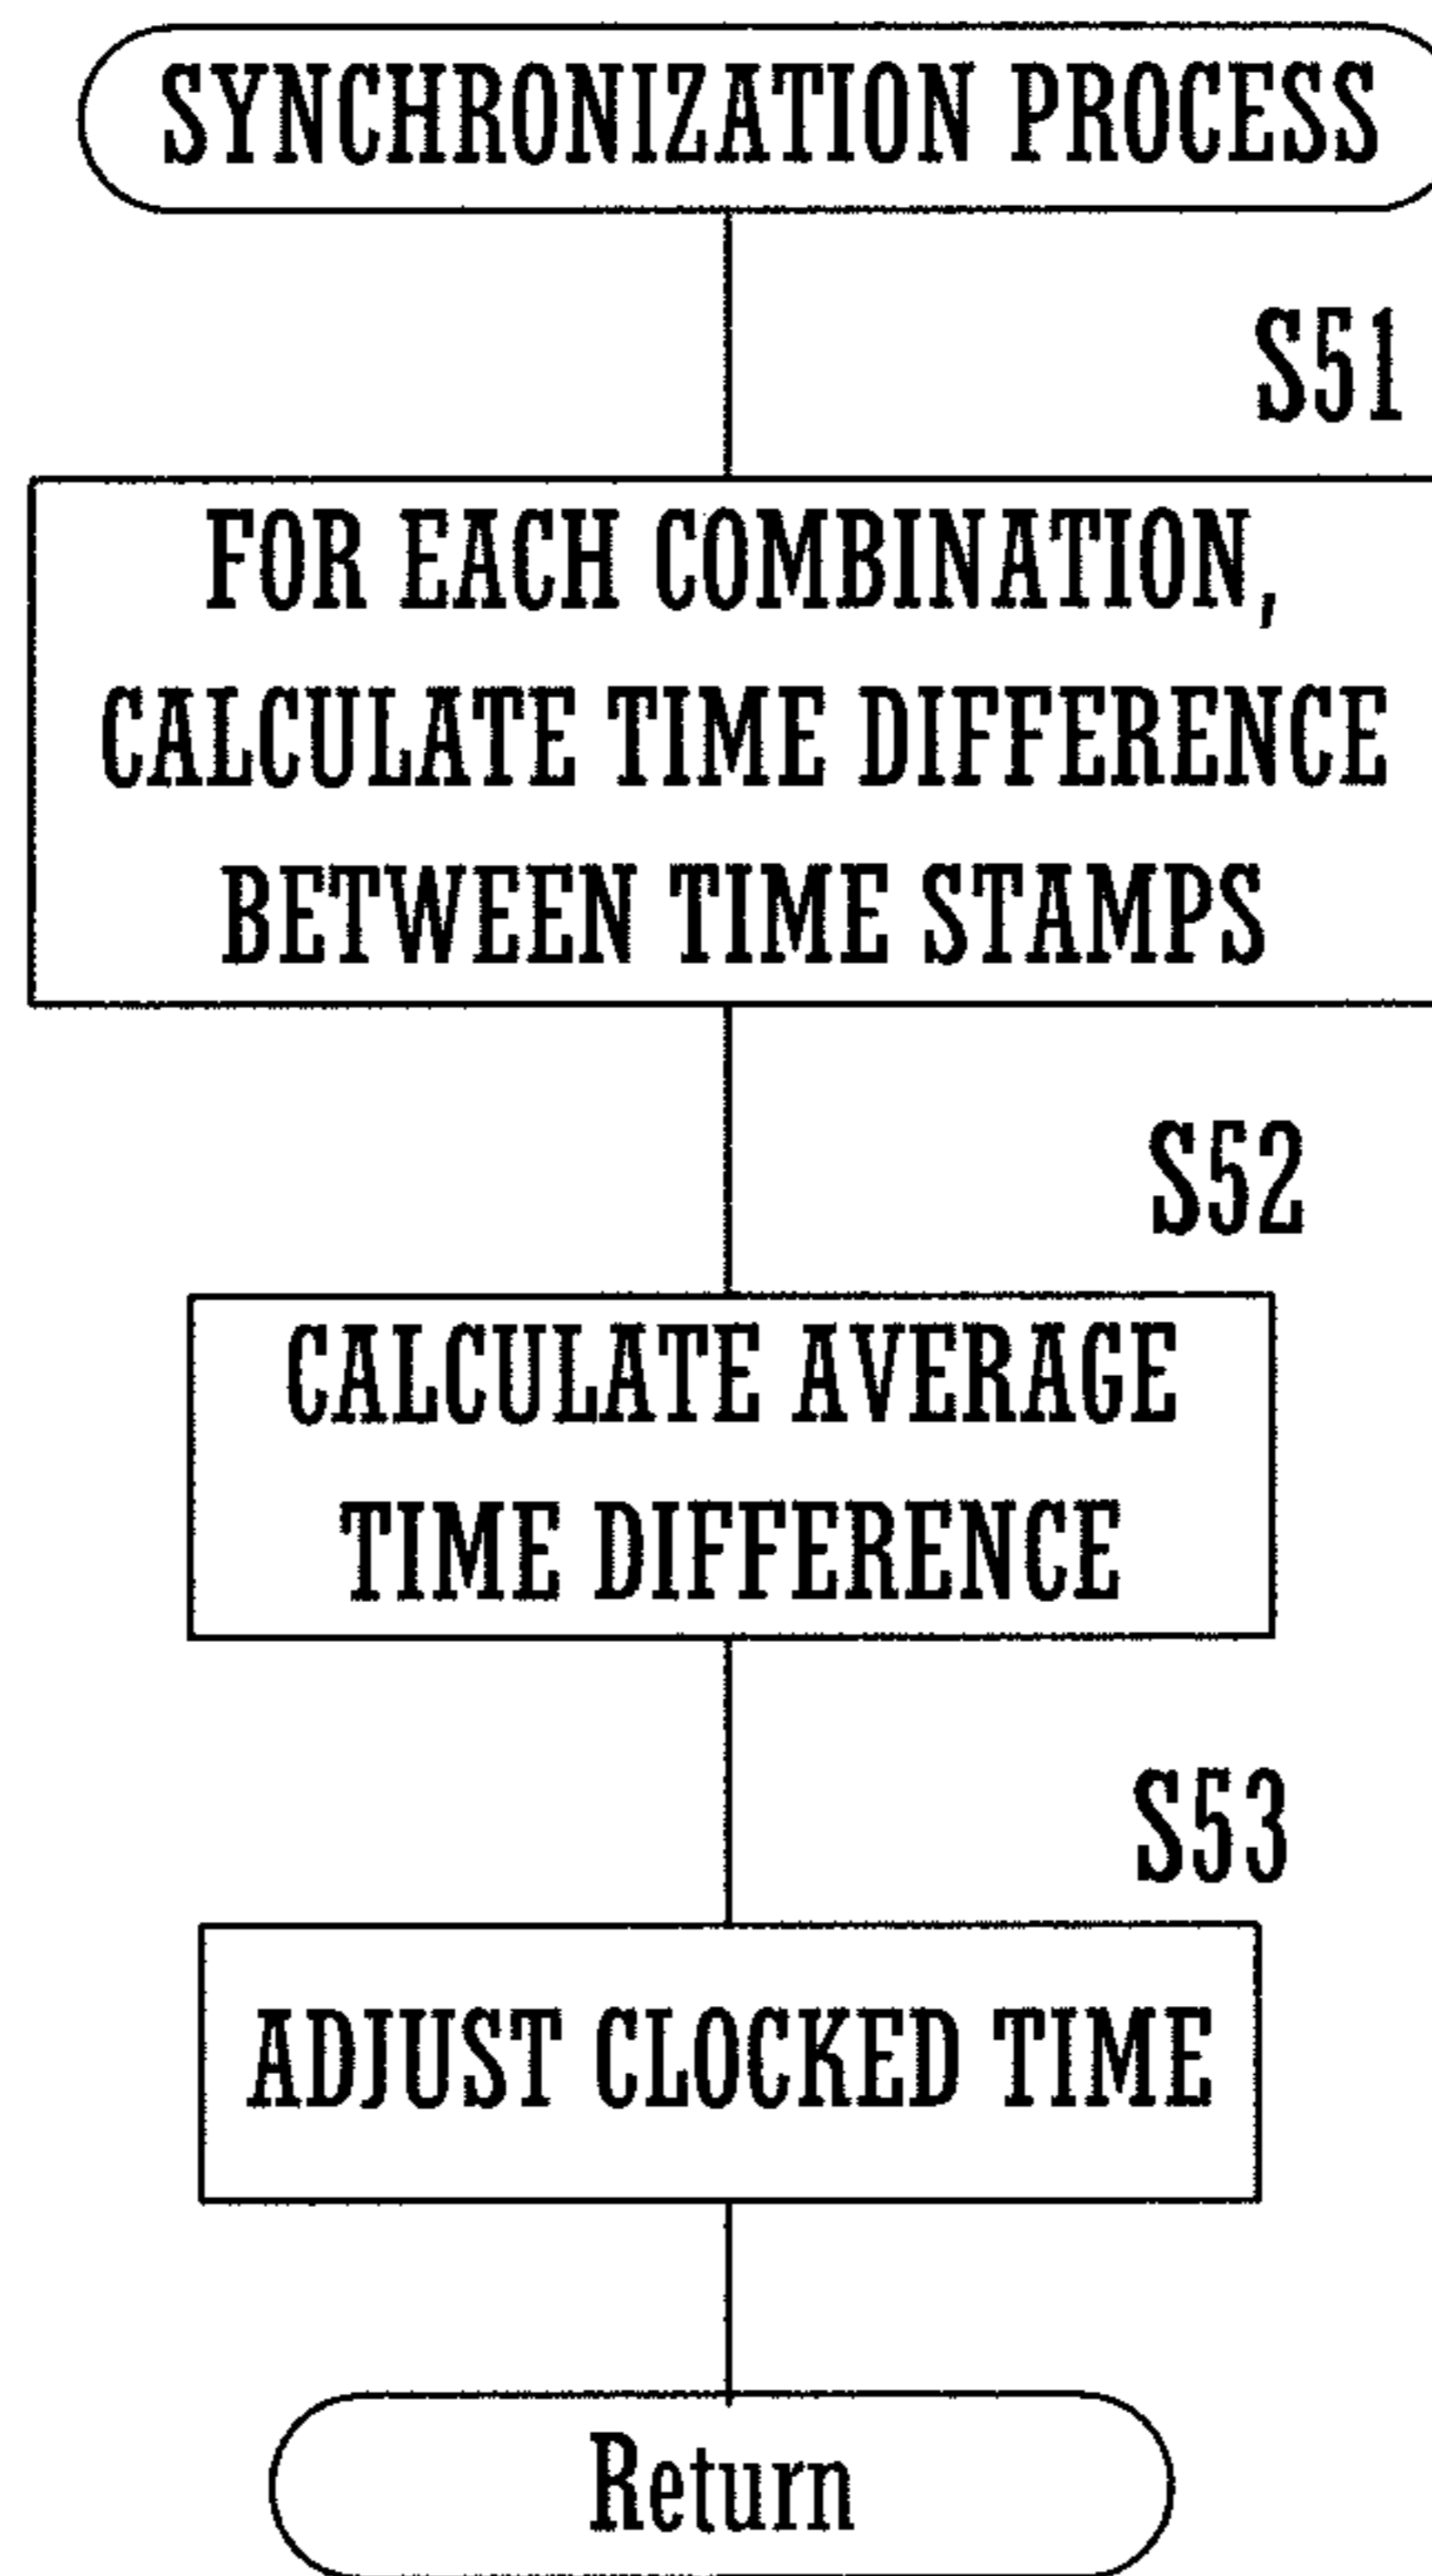 SYNCHRONIZATION PROCESS
S51
FOR EACH COMBINATION,
CALCULATE TIME DIFFERENCE
BETWEEN TIME STAMPS
S52
CALCULATE AVERAGE
TIME DIFFERENCE
S53
ADJUST CLOCKED TIME
Return